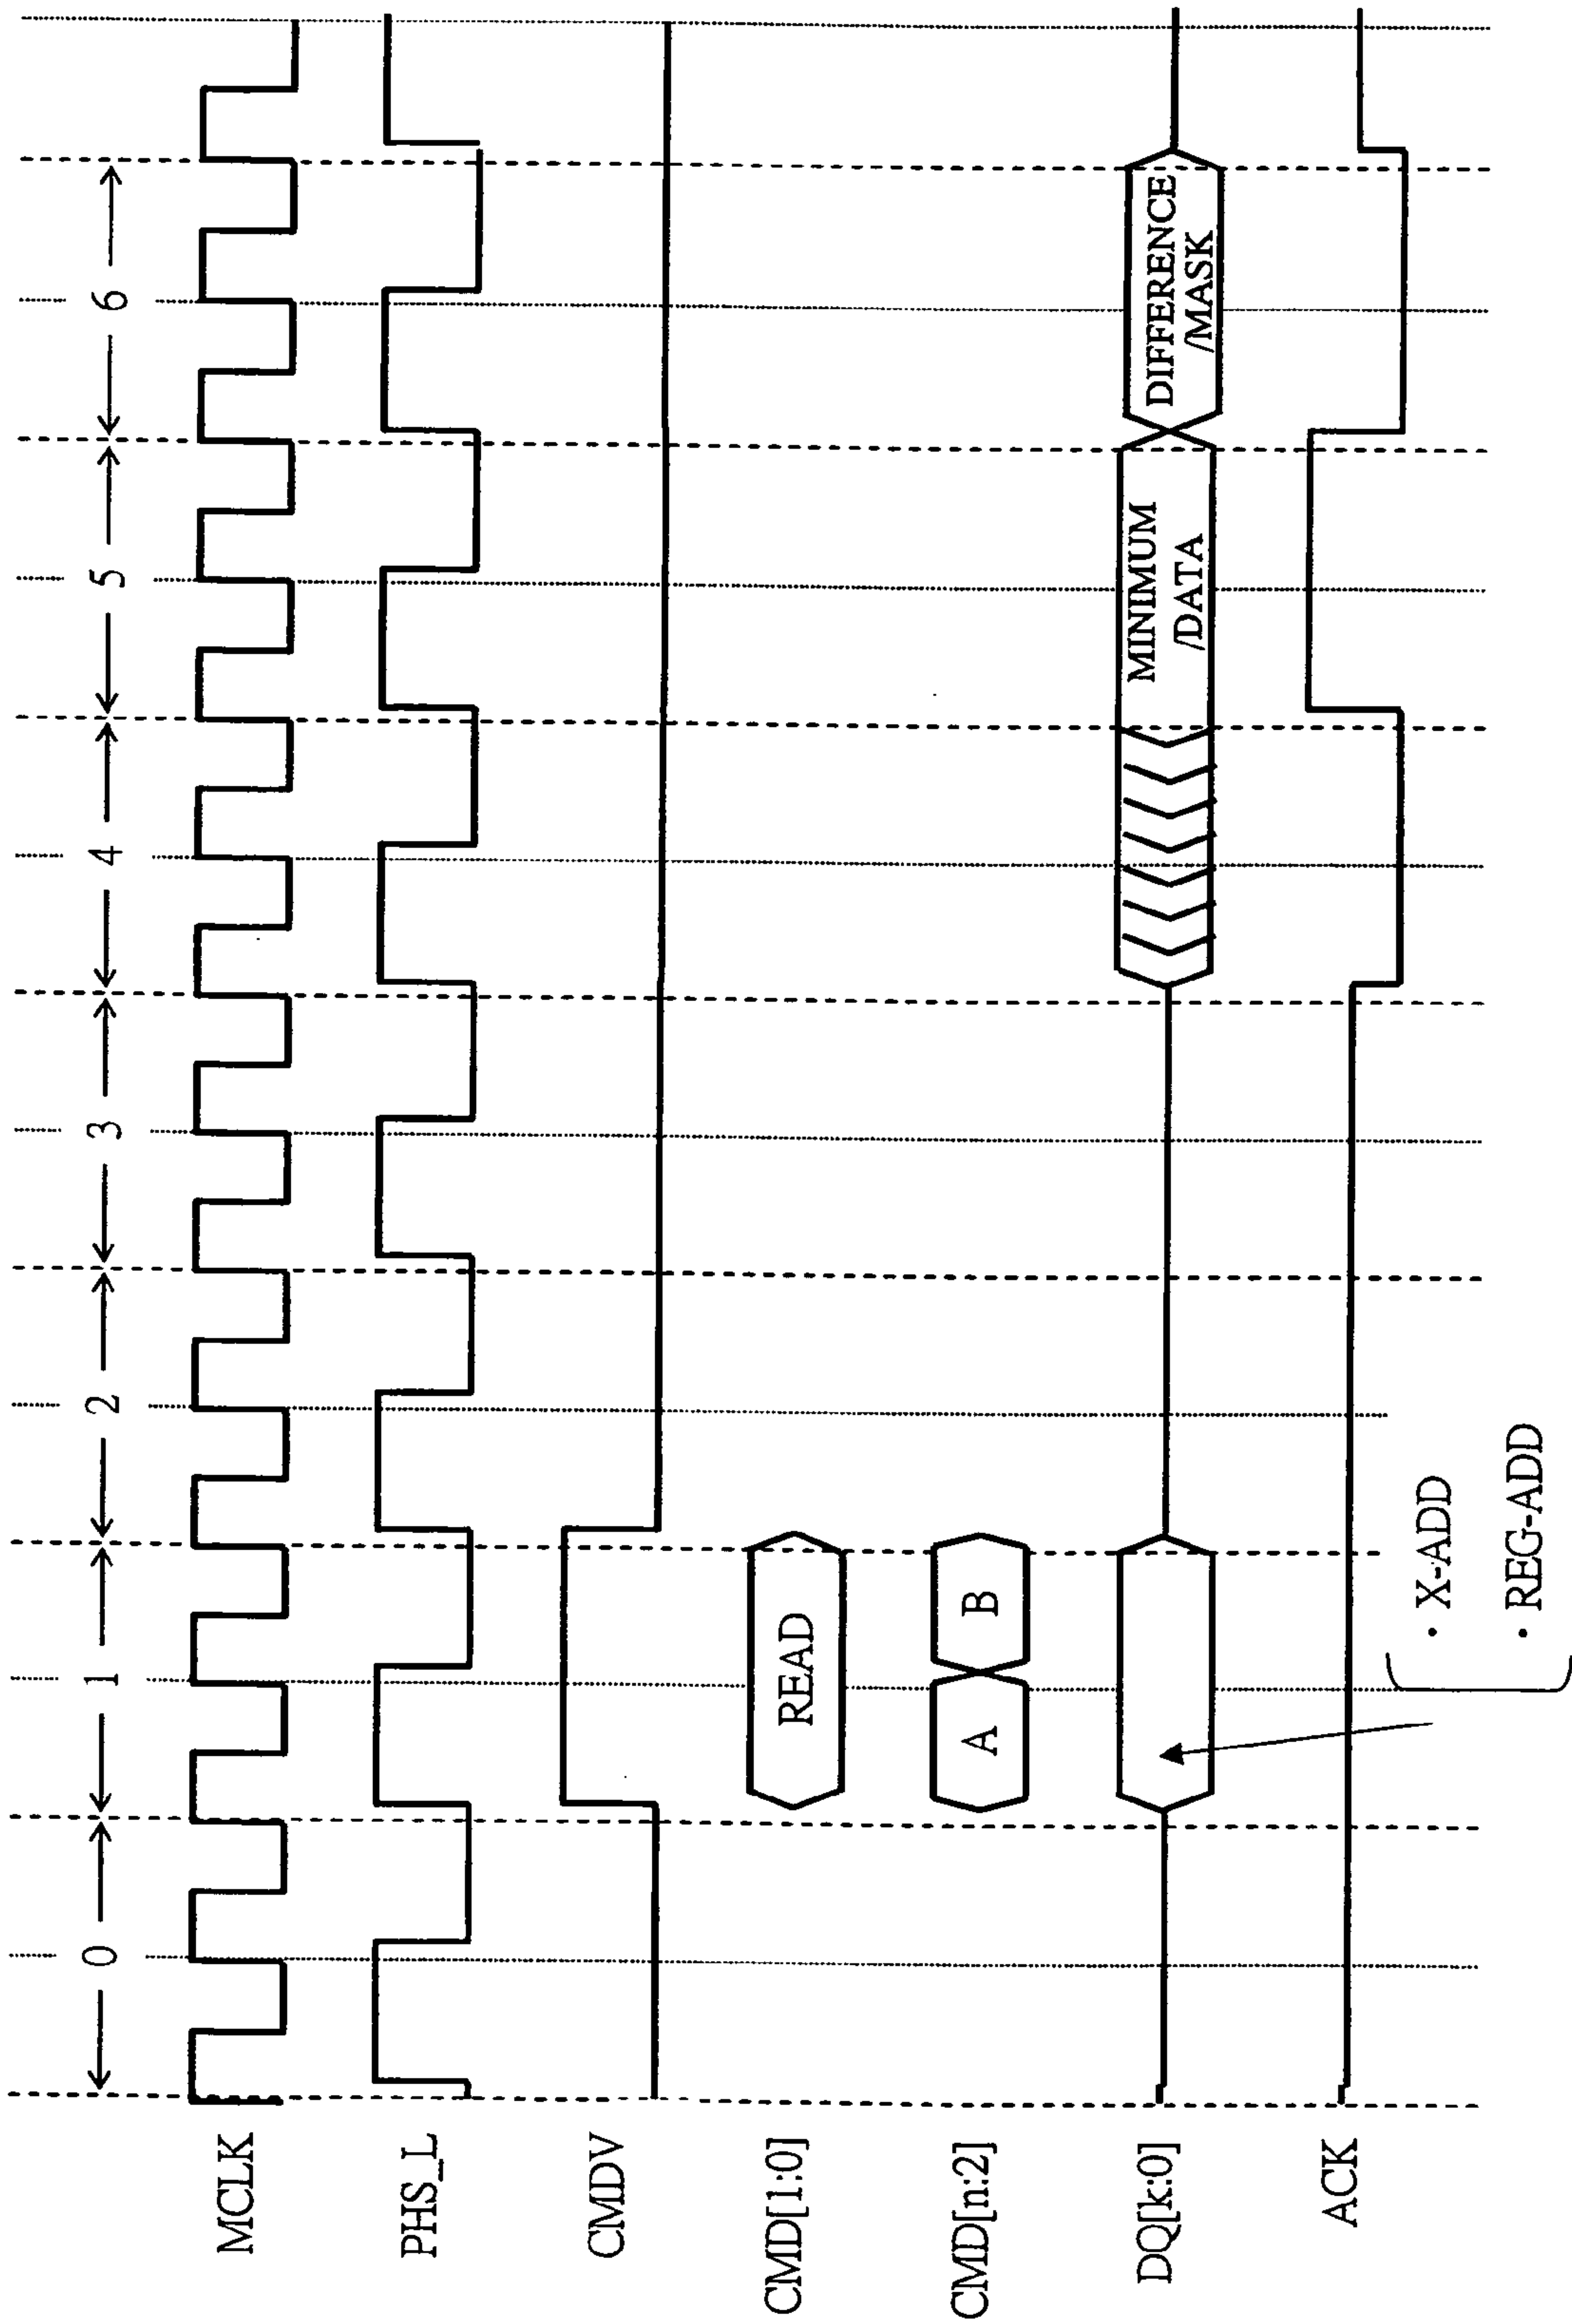 0 1 2 3 4 5 6
MCLK
PHS_L
CMDV
CMD[1:0] READ
CMD[n:2] A B
DQ[k:0] MINIMUM DIFFERENCE
/DATA /MASK
ACK
· X-ADD
· REG-ADD